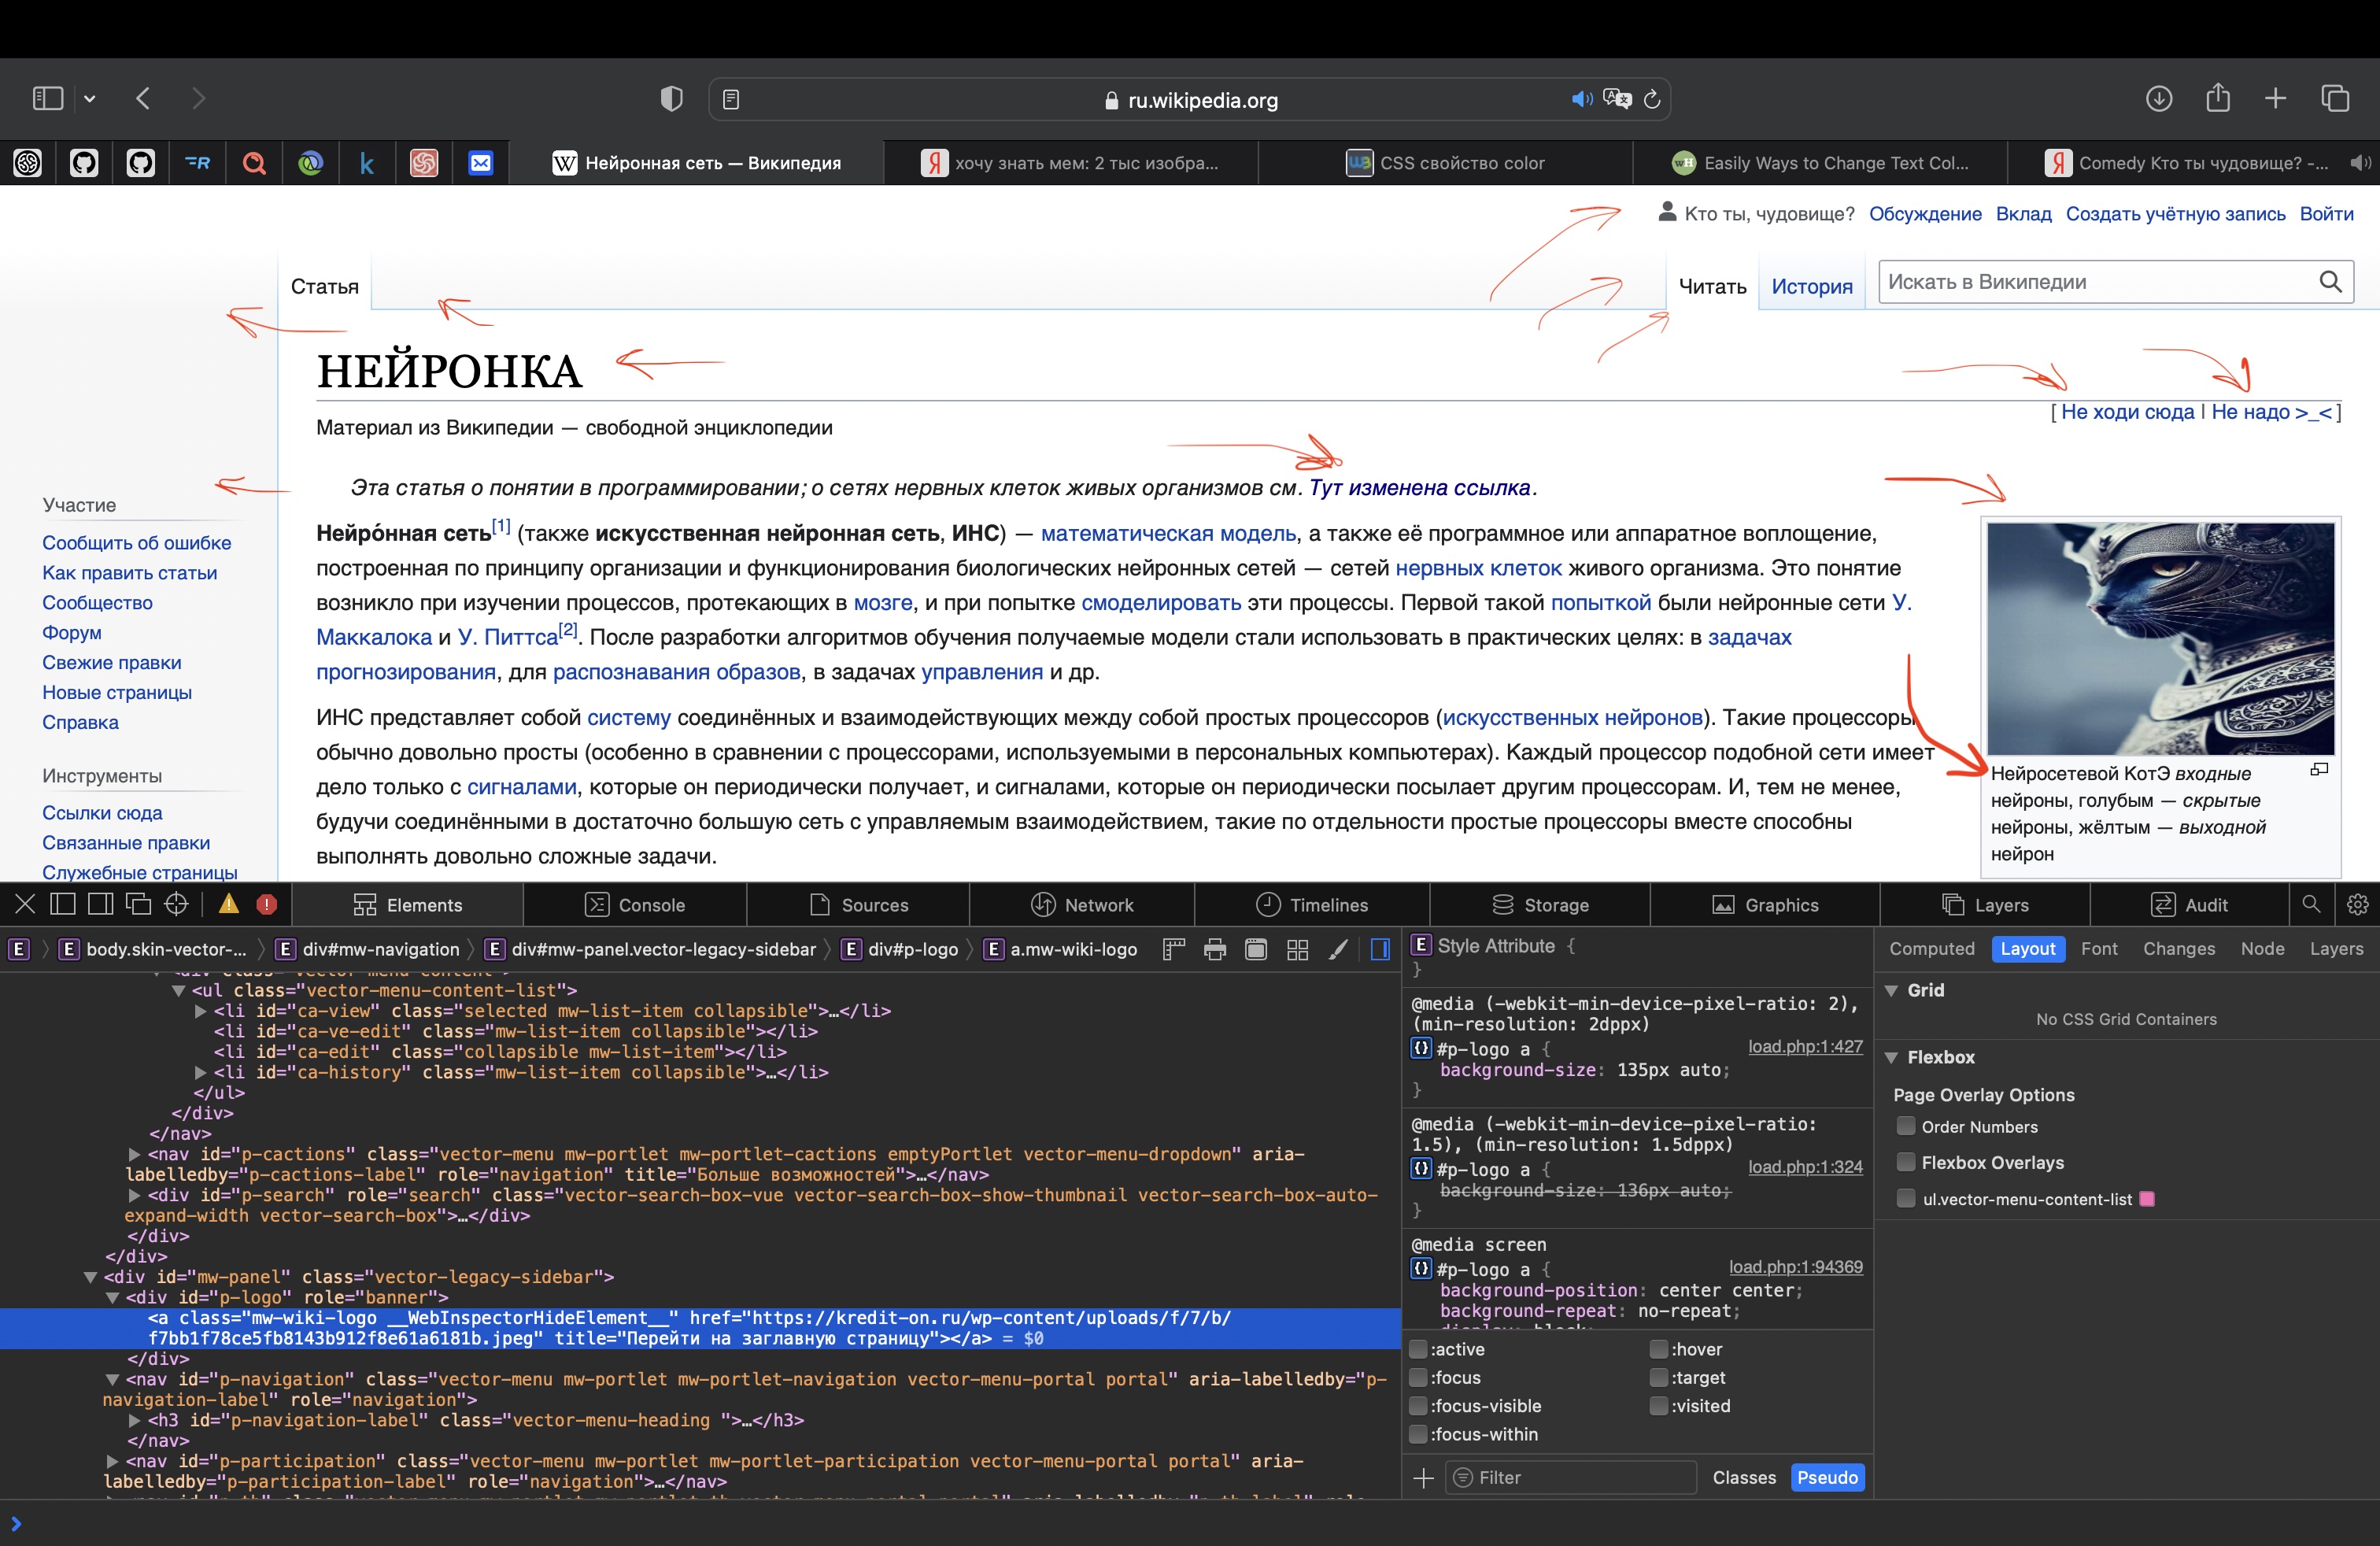 ru.wikipedia.org
Нейронная сеть — Википедия
хочу знать мем: 2 тыс изобра...
CSS свойство color
Easily Ways to Change Text Col...
Comedy Кто ты чудовище? -...
Кто ты, чудовище? Обсуждение Вклад Создать учётную запись Войти
Статья
Читать История Искать в Википедии
НЕЙРОНКА
[ Не ходи сюда | Не надо >_< ]
Материал из Википедии — свободной энциклопедии
Эта статья о понятии в программировании; о сетях нервных клеток живых организмов см. Тут изменена ссылка.
Нейро́нная сеть[1] (также искусственная нейронная сеть, ИНС) — математическая модель, а также её программное или аппаратное воплощение,
построенная по принципу организации и функционирования биологических нейронных сетей — сетей нервных клеток живого организма. Это понятие
возникло при изучении процессов, протекающих в мозге, и при попытке смоделировать эти процессы. Первой такой попыткой были нейронные сети У.
Маккалока и У. Питтса[2]. После разработки алгоритмов обучения получаемые модели стали использовать в практических целях: в задачах
прогнозирования, для распознавания образов, в задачах управления и др.
ИНС представляет собой систему соединённых и взаимодействующих между собой простых процессоров (искусственных нейронов). Такие процессоры
обычно довольно просты (особенно в сравнении с процессорами, используемыми в персональных компьютерах). Каждый процессор подобной сети имеет
дело только с сигналами, которые он периодически получает, и сигналами, которые он периодически посылает другим процессорам. И, тем не менее,
будучи соединёнными в достаточно большую сеть с управляемым взаимодействием, такие по отдельности простые процессоры вместе способны
выполнять довольно сложные задачи.
Участие
Сообщить об ошибке
Как править статьи
Сообщество
Форум
Свежие правки
Новые страницы
Справка
Инструменты
Ссылки сюда
Связанные правки
Служебные страницы
Нейросетевой КотЭ входные
нейроны, голубым — скрытые
нейроны, жёлтым — выходной
нейрон
Elements Console Sources Network Timelines Storage Graphics Layers Audit
E E body.skin-vector-... E div#mw-navigation E div#mw-panel.vector-legacy-sidebar E div#p-logo E a.mw-wiki-logo
<div class="vector-menu-content">
<ul class="vector-menu-content-list">
<li id="ca-view" class="selected mw-list-item collapsible">…</li>
<li id="ca-ve-edit" class="mw-list-item collapsible"></li>
<li id="ca-edit" class="collapsible mw-list-item"></li>
<li id="ca-history" class="mw-list-item collapsible">…</li>
</ul>
</div>
</nav>
<nav id="p-cactions" class="vector-menu mw-portlet mw-portlet-cactions emptyPortlet vector-menu-dropdown" aria-
labelledby="p-cactions-label" role="navigation" title="Больше возможностей">…</nav>
<div id="p-search" role="search" class="vector-search-box-vue vector-search-box-show-thumbnail vector-search-box-auto-
expand-width vector-search-box">…</div>
</div>
</div>
<div id="mw-panel" class="vector-legacy-sidebar">
<div id="p-logo" role="banner">
<a class="mw-wiki-logo __WebInspectorHideElement__" href="https://kredit-on.ru/wp-content/uploads/f/7/b/
f7bb1f78ce5fb8143b912f8e61a6181b.jpeg" title="Перейти на заглавную страницу"></a> = $0
</div>
<nav id="p-navigation" class="vector-menu mw-portlet mw-portlet-navigation vector-menu-portal portal" aria-labelledby="p-
navigation-label" role="navigation">
<h3 id="p-navigation-label" class="vector-menu-heading ">…</h3>
</nav>
<nav id="p-participation" class="vector-menu mw-portlet mw-portlet-participation vector-menu-portal portal" aria-
labelledby="p-participation-label" role="navigation">…</nav>
E Style Attribute {
}
@media (-webkit-min-device-pixel-ratio: 2),
(min-resolution: 2dppx)
#p-logo a { load.php:1:427
background-size: 135px auto;
}
@media (-webkit-min-device-pixel-ratio:
1.5), (min-resolution: 1.5dppx)
#p-logo a { load.php:1:324
background-size: 136px auto;
}
@media screen
#p-logo a { load.php:1:94369
background-position: center center;
background-repeat: no-repeat;
display: block;
:active :hover
:focus :target
:focus-visible :visited
:focus-within
Filter Classes Pseudo
Computed Layout Font Changes Node Layers
Grid
No CSS Grid Containers
Flexbox
Page Overlay Options
Order Numbers
Flexbox Overlays
ul.vector-menu-content-list